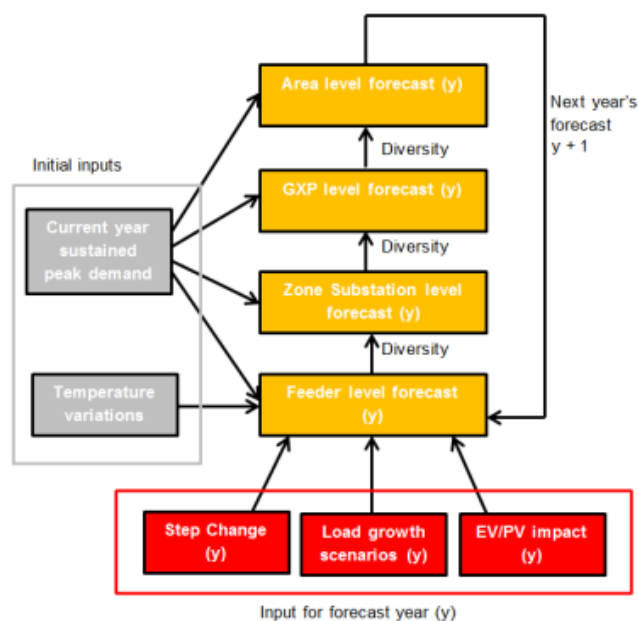 Area level forecast (y)
Next year's
forecast
y + 1
Diversity
Initial inputs
GXP level forecast (y)
Current year
sustained
peak demand
Diversity
Zone Substation level
forecast (y)
Diversity
Temperature
variations
Feeder level forecast
(y)
Step Change
(y)
Load growth
scenarios (y)
EV/PV impact
(y)
Input for forecast year (y)